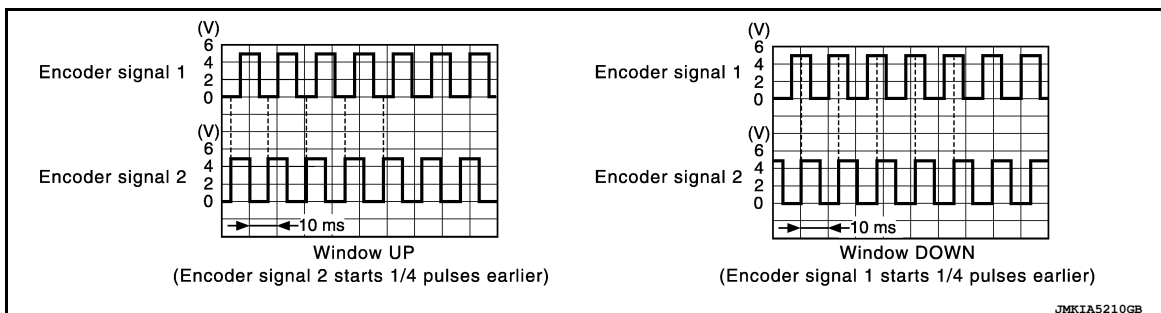 (V)
6
4
2
0
Encoder signal 1
(V)
6
4
2
0
Encoder signal 2
10 ms
Window UP
(Encoder signal 2 starts 1/4 pulses earlier)
(V)
6
4
2
0
Encoder signal 1
(V)
6
4
2
0
Encoder signal 2
10 ms
Window DOWN
(Encoder signal 1 starts 1/4 pulses earlier)
JMKIA5210GB